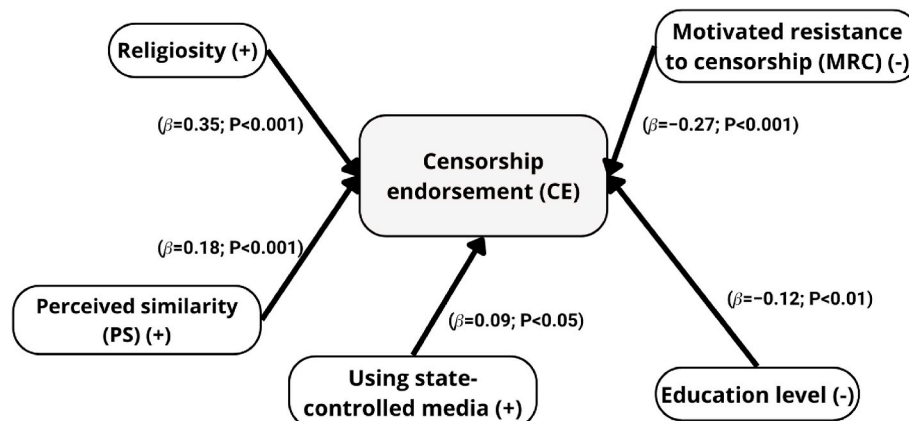 Religiosity (+)
Motivated resistance
to censorship (MRC) (-)
(β=0.35; P<0.001)
(β=−0.27; P<0.001)
Censorship
endorsement (CE)
(β=0.18; P<0.001)
Perceived similarity
(PS) (+)
(β=0.09; P<0.05)
(β=−0.12; P<0.01)
Using state-
controlled media (+)
Education level (-)